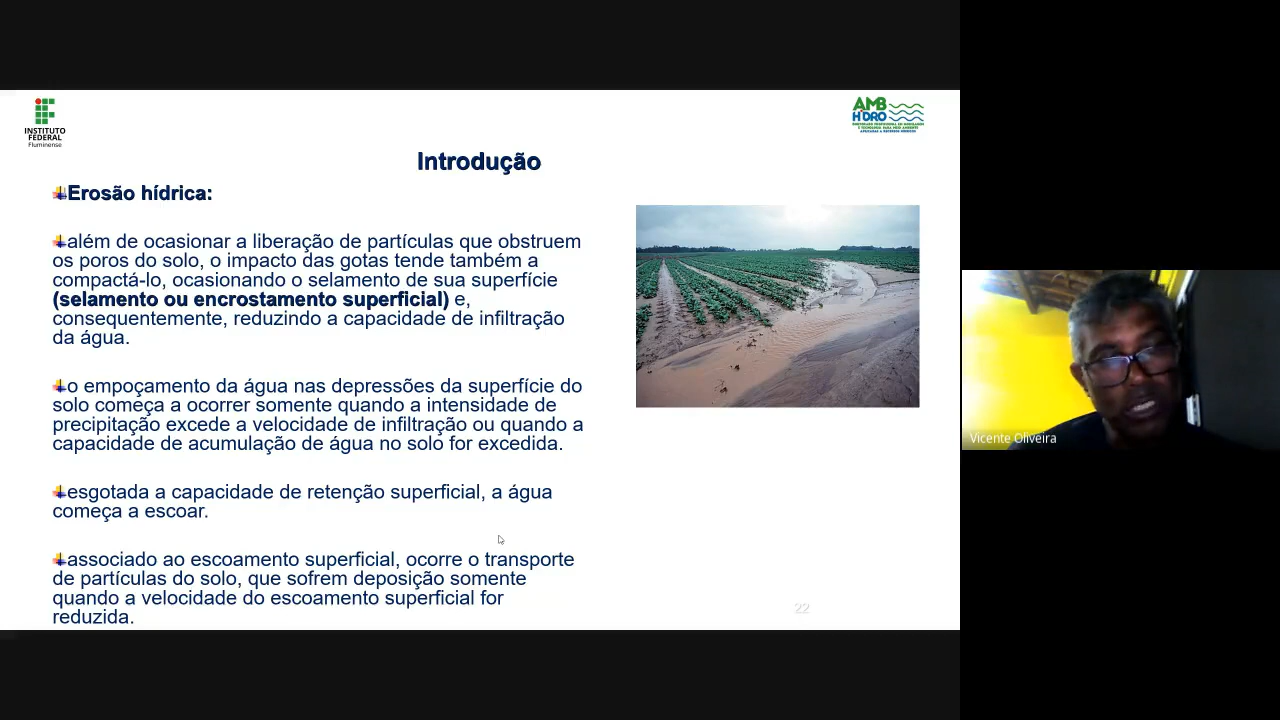 INSTITUTO
FEDERAL
Fluminense
AMB
HIDRO
Introdução
Erosão hídrica:
além de ocasionar a liberação de partículas que obstruem
os poros do solo, o impacto das gotas tende também a
compactá-lo, ocasionando o selamento de sua superfície
(selamento ou encrostamento superficial) e,
consequentemente, reduzindo a capacidade de infiltração
da água.
o empoçamento da água nas depressões da superfície do
solo começa a ocorrer somente quando a intensidade de
precipitação excede a velocidade de infiltração ou quando a
capacidade de acumulação de água no solo for excedida.
esgotada a capacidade de retenção superficial, a água
começa a escoar.
associado ao escoamento superficial, ocorre o transporte
de partículas do solo, que sofrem deposição somente
quando a velocidade do escoamento superficial for
reduzida.
22
Vicente Oliveira